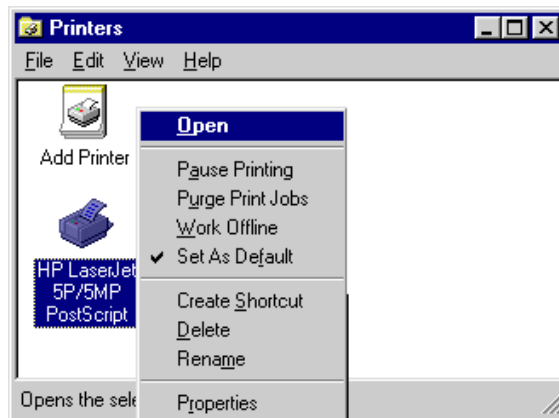 Printers
File Edit View Help
Add Printer
HP LaserJet
5P/5MP
PostScript
Open
Pause Printing
Purge Print Jobs
Work Offline
Set As Default
Create Shortcut
Delete
Rename
Properties
Opens the